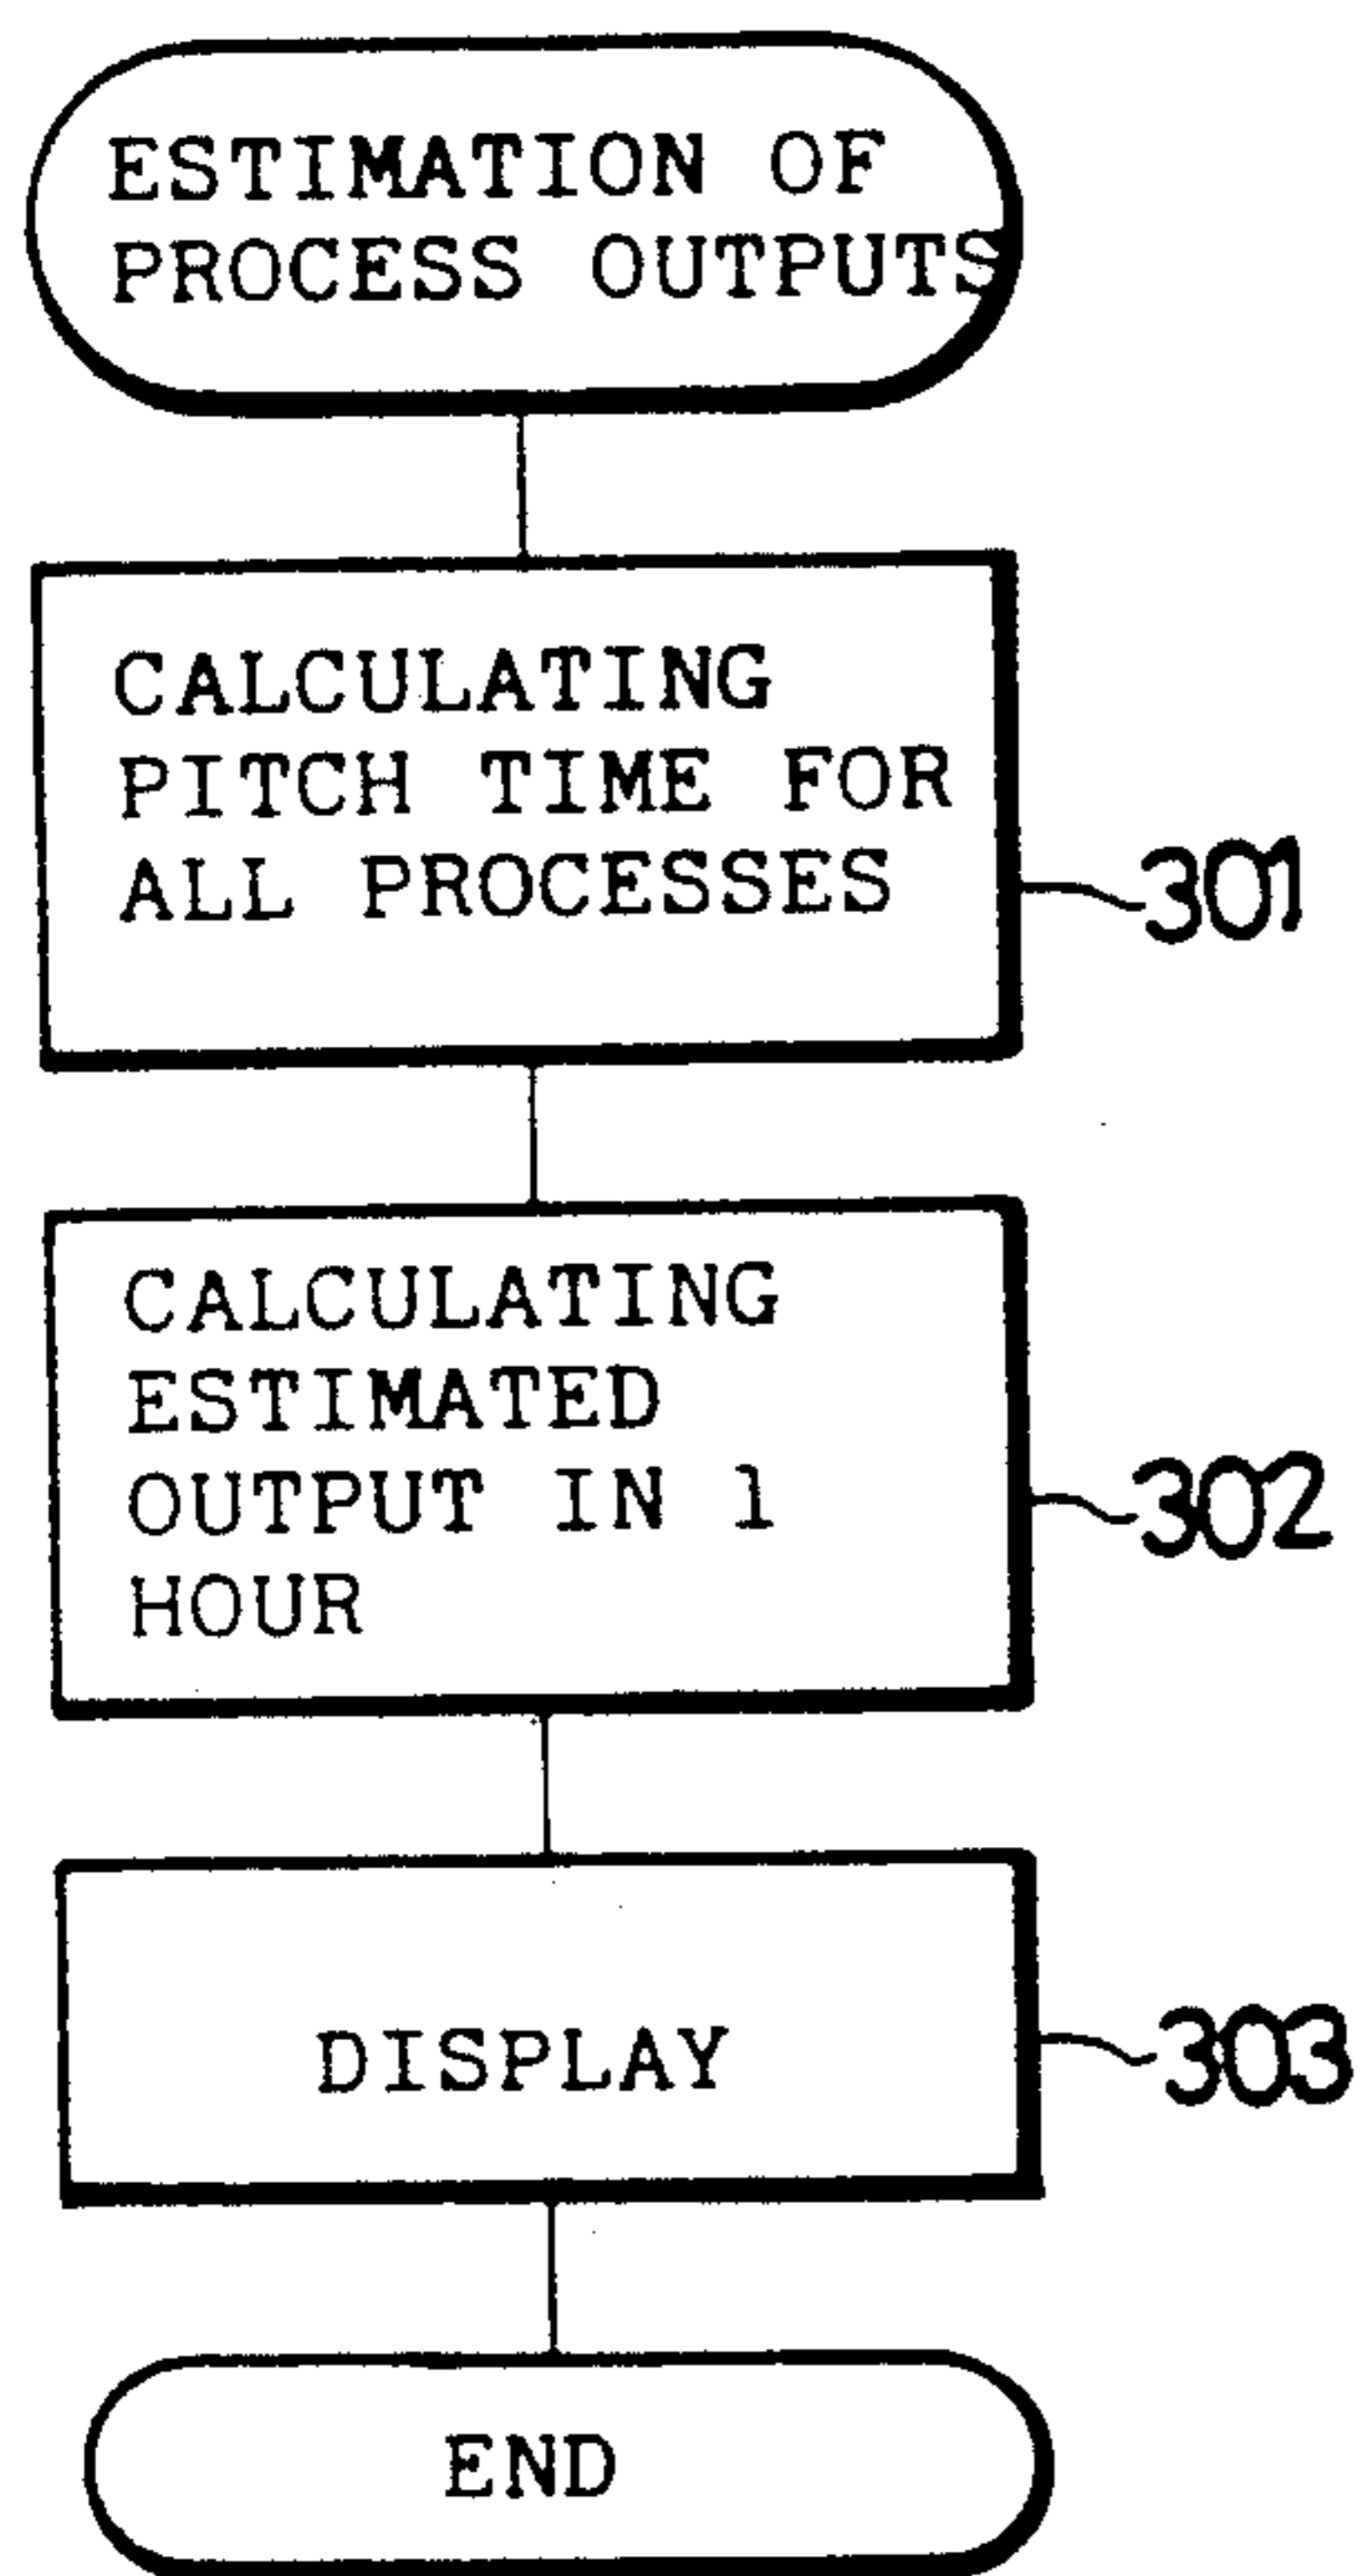 ESTIMATION OF
PROCESS OUTPUTS
CALCULATING
PITCH TIME FOR
ALL PROCESSES
301
CALCULATING
ESTIMATED
OUTPUT IN 1
HOUR
302
DISPLAY
303
END